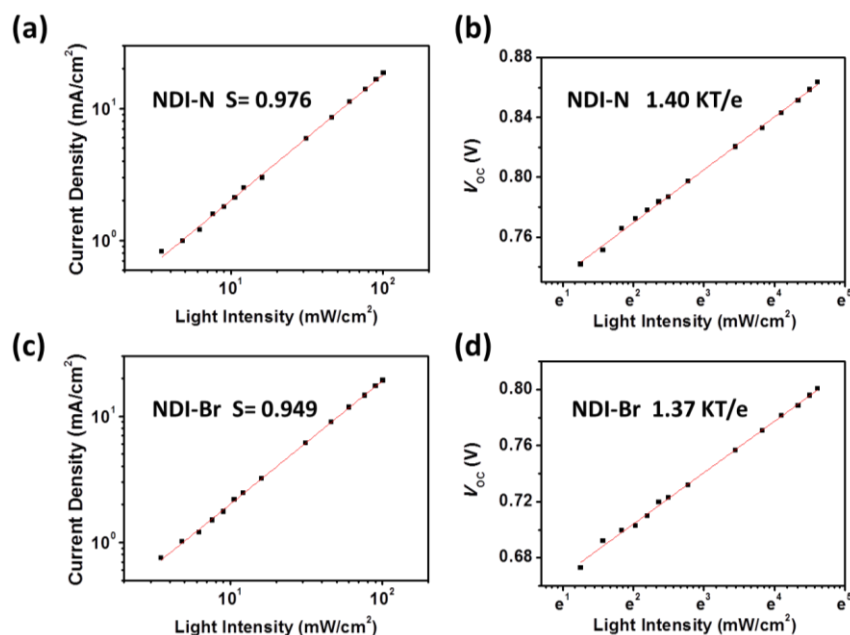 (a)
NDI-N S= 0.976
Current Density (mA/cm²)
10¹
10⁰
10¹
10²
Light Intensity (mW/cm²)
(b)
NDI-N 1.40 KT/e
V_OC (V)
0.88
0.84
0.80
0.76
e¹
e²
e³
e⁴
e⁵
Light Intensity (mW/cm²)
(c)
NDI-Br S= 0.949
Current Density (mA/cm²)
10¹
10⁰
10¹
10²
Light Intensity (mW/cm²)
(d)
NDI-Br 1.37 KT/e
V_OC (V)
0.80
0.76
0.72
0.68
e¹
e²
e³
e⁴
e⁵
Light Intensity (mW/cm²)